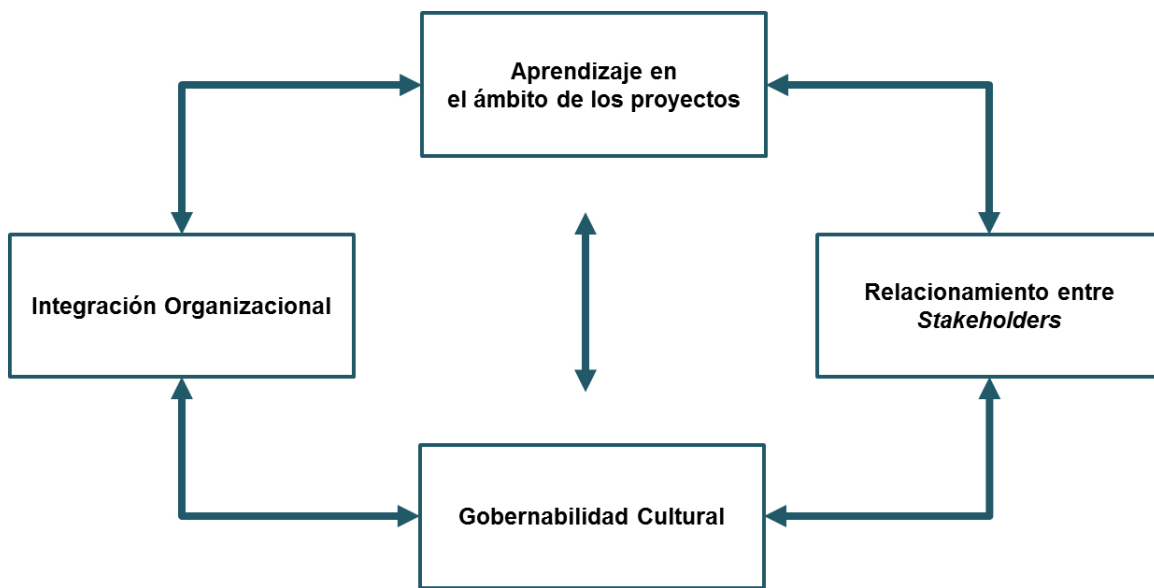 Aprendizaje en
el ámbito de los proyectos
Integración Organizacional
Relacionamiento entre
Stakeholders
Gobernabilidad Cultural